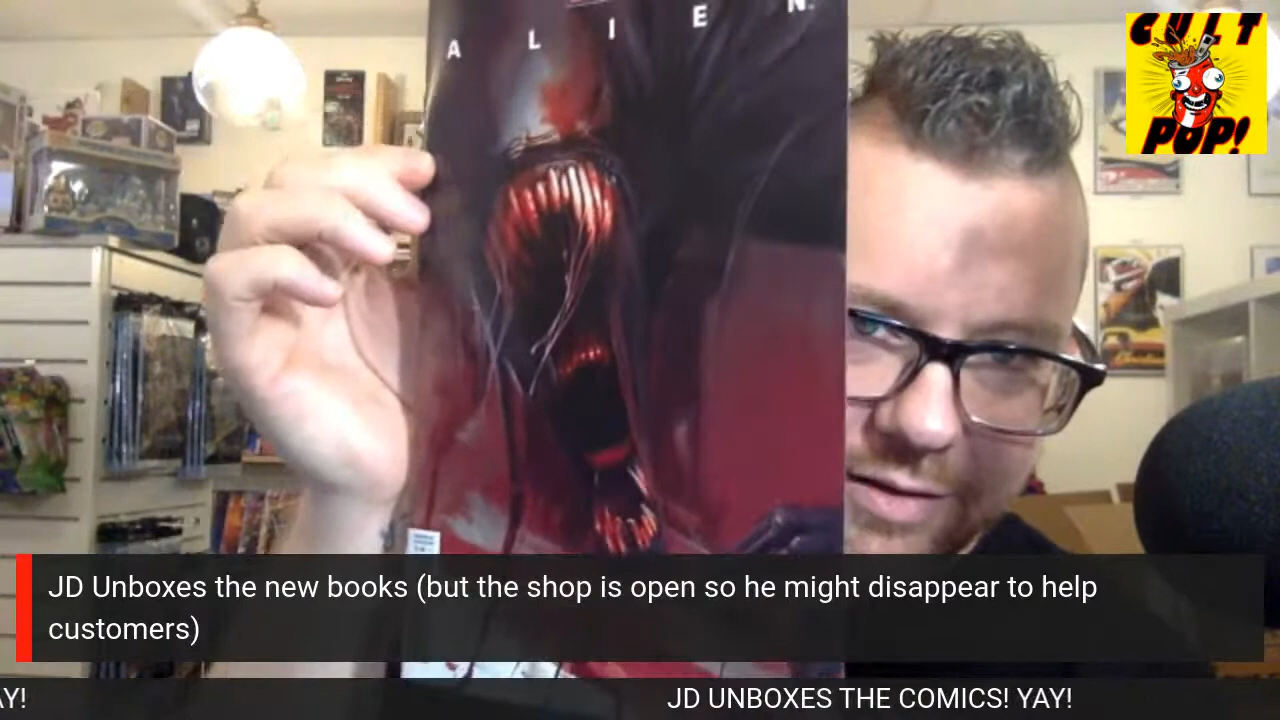 A L I E N
CULT
POP!
JD Unboxes the new books (but the shop is open so he might disappear to help
customers)
AY!
JD UNBOXES THE COMICS! YAY!